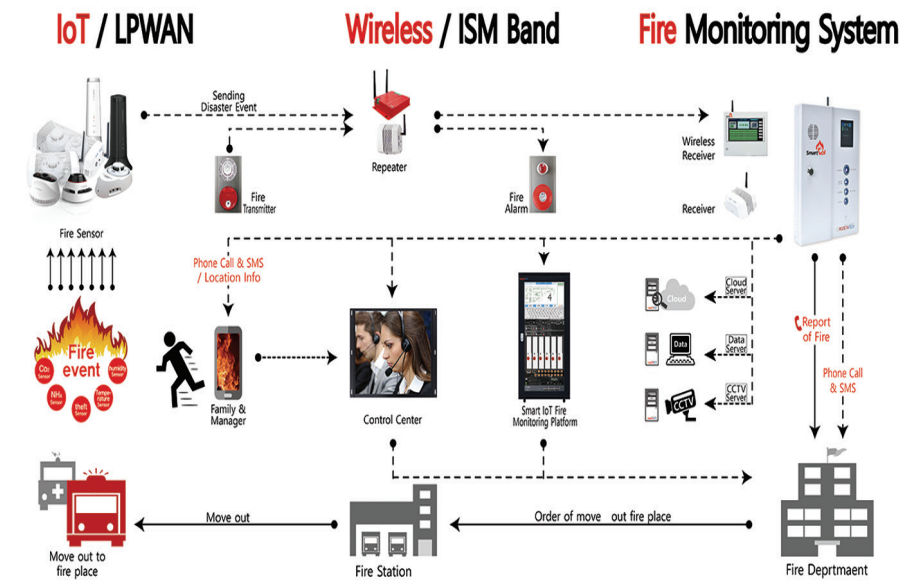 IoT / LPWAN
Wireless / ISM Band
Fire Monitoring System
Sending
Disaster Event
Repeater
Fire
Transmitter
Fire
Alarm
Wireless
Receiver
Receiver
Fire Sensor
Phone Call & SMS
/ Location Info
Fire
event
Co2
Sensor
humidity
Sensor
NHx
Sensor
theft
Sensor
Tempe-
rature
Sensor
Family &
Manager
Control Center
4
Smart IoT Fire
Monitoring Platform
Cloud
Cloud
Server
Data
Data
Server
CCTV
CCTV
Server
Report
of Fire
Phone Call
& SMS
Move out to
fire place
Move out
Fire Station
Order of move out fire place
Fire Deprtmaent